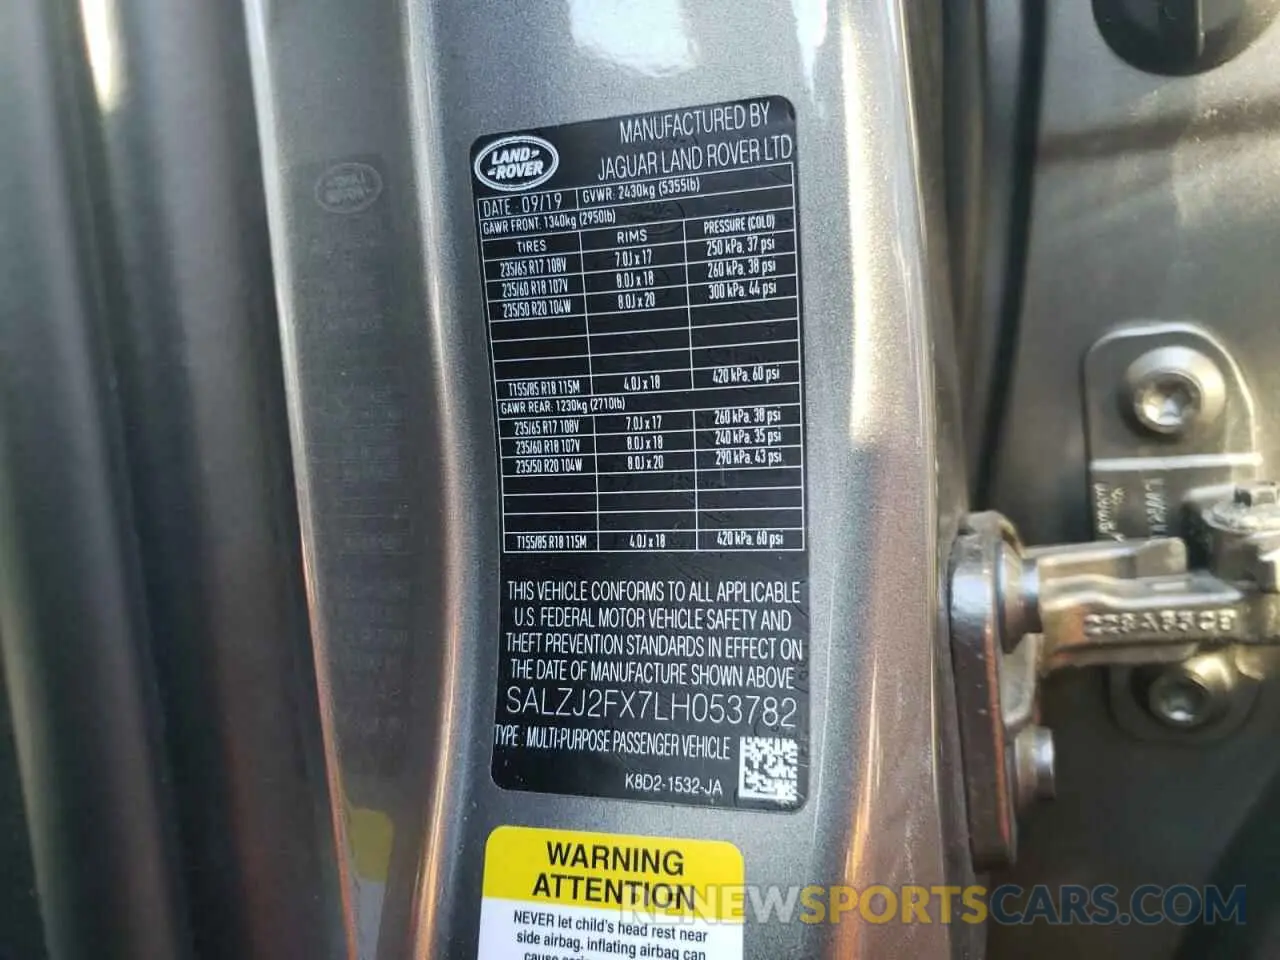 LAND-
-ROVER
MANUFACTURED BY
JAGUAR LAND ROVER LTD
DATE : 09/19 GVWR: 2430kg (5355lb)
GAWR FRONT: 1340kg (2950lb)
TIRES RIMS PRESSURE (COLD)
235/65 R17 108V 7.0J x 17 250 kPa, 37 psi
235/60 R18 107V 8.0J x 18 260 kPa, 38 psi
235/50 R20 104W 8.0J x 20 300 kPa, 44 psi
T155/85 R18 115M 4.0J x 18 420 kPa, 60 psi
GAWR REAR: 1230kg (2710lb)
235/65 R17 108V 7.0J x 17 260 kPa, 38 psi
235/60 R18 107V 8.0J x 18 240 kPa, 35 psi
235/50 R20 104W 8.0J x 20 290 kPa, 43 psi
T155/85 R18 115M 4.0J x 18 420 kPa, 60 psi
THIS VEHICLE CONFORMS TO ALL APPLICABLE
U.S. FEDERAL MOTOR VEHICLE SAFETY AND
THEFT PREVENTION STANDARDS IN EFFECT ON
THE DATE OF MANUFACTURE SHOWN ABOVE
SALZJ2FX7LH053782
TYPE : MULTI-PURPOSE PASSENGER VEHICLE
K8D2-1532-JA
WARNING
ATTENTION
NEVER let child's head rest near
side airbag, inflating airbag can
cause
RENEWSPORTSCARS.COM